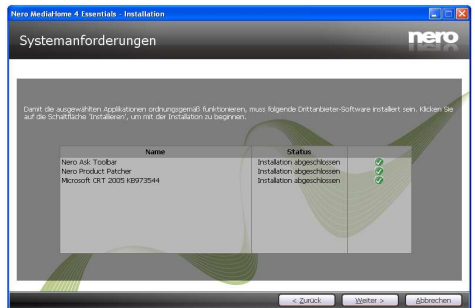 Nero MediaHome 4 Essentials - Installation
Systemanforderungen
nero
Damit die ausgewählten Applikationen ordnungsgemäß funktionieren, muss folgende Drittanbieter-Software installiert sein. Klicken Sie
auf die Schaltfläche 'Installieren', um mit der Installation zu beginnen.
Name Status
Nero Ask Toolbar Installation abgeschlossen
Nero Product Patcher Installation abgeschlossen
Microsoft CRT 2005 KB973544 Installation abgeschlossen
< Zurück Weiter > Abbrechen